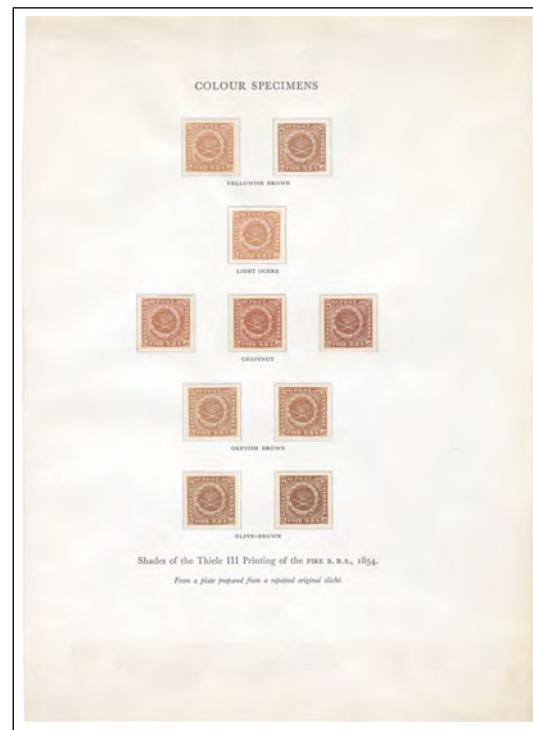 COLOUR SPECIMENS
YELLOWISH BROWN
LIGHT OCHRE
CHESTNUT
GREYISH BROWN
OLIVE-BROWN
Shades of the Thiele III Printing of the FIRE R.B.S., 1854.
From a plate prepared from a repaired original cliché.